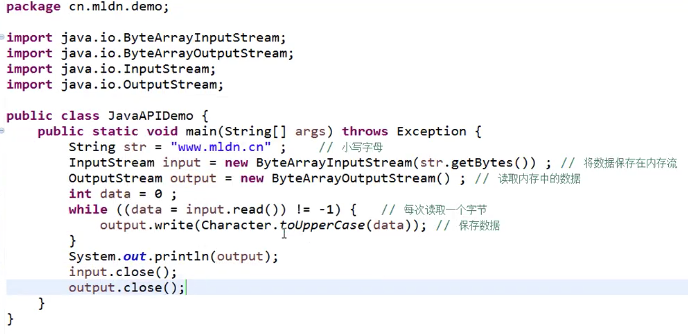 package cn.mldn.demo;
import java.io.ByteArrayInputStream;
import java.io.ByteArrayOutputStream;
import java.io.InputStream;
import java.io.OutputStream;
public class JavaAPIDemo {
public static void main(String[] args) throws Exception {
String str = "www.mldn.cn" ; // 小写字母
InputStream input = new ByteArrayInputStream(str.getBytes()) ; // 将数据保存在内存流
OutputStream output = new ByteArrayOutputStream() ; // 读取内存中的数据
int data = 0 ;
while ((data = input.read()) != -1) { // 每次读取一个字节
output.write(Character.toUpperCase(data)); // 保存数据
}
System.out.println(output);
input.close();
output.close();
}
}